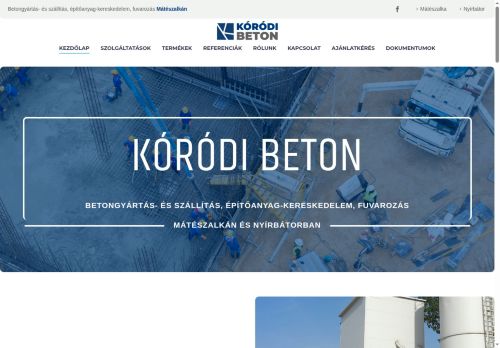 Betongyártás- és szállítás, építőanyag-kereskedelem, fuvarozás Mátészalkán
› Mátészalka › Nyírbátor
KÓRÓDI
BETON
KEZDŐLAP SZOLGÁLTATÁSOK TERMÉKEK REFERENCIÁK RÓLUNK KAPCSOLAT AJÁNLATKÉRÉS DOKUMENTUMOK
KÓRÓDI BETON
BETONGYÁRTÁS- ÉS SZÁLLÍTÁS, ÉPÍTŐANYAG-KERESKEDELEM, FUVAROZÁS
MÁTÉSZALKÁN ÉS NYÍRBÁTORBAN